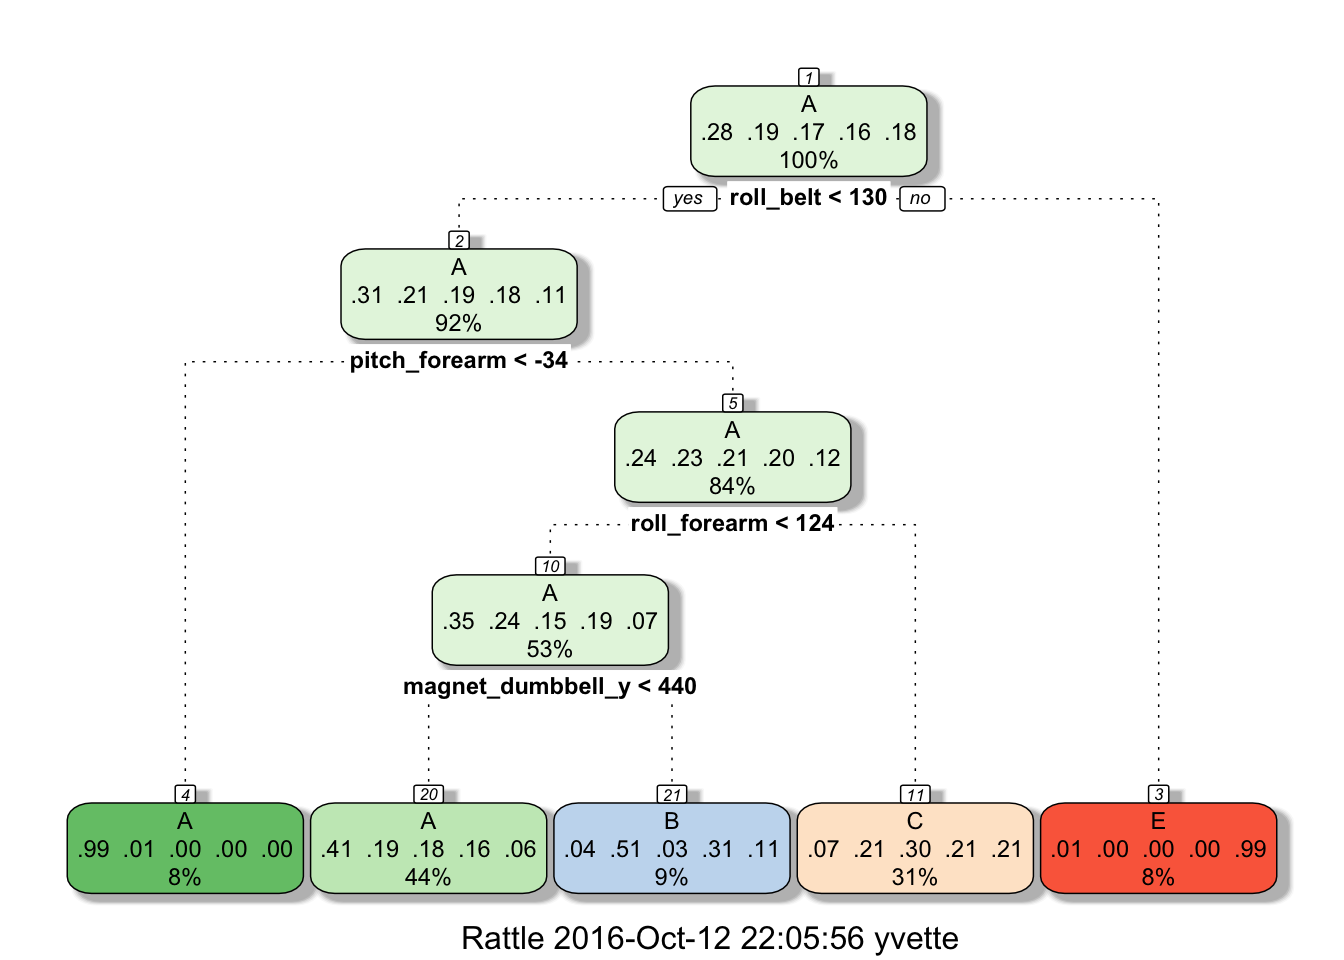 1
A
.28 .19 .17 .16 .18
100%
yes roll_belt < 130 no
2
A
.31 .21 .19 .18 .11
92%
pitch_forearm < -34
5
A
.24 .23 .21 .20 .12
84%
roll_forearm < 124
10
A
.35 .24 .15 .19 .07
53%
magnet_dumbbell_y < 440
4
A
.99 .01 .00 .00 .00
8%
20
A
.41 .19 .18 .16 .06
44%
21
B
.04 .51 .03 .31 .11
9%
11
C
.07 .21 .30 .21 .21
31%
3
E
.01 .00 .00 .00 .99
8%
Rattle 2016-Oct-12 22:05:56 yvette